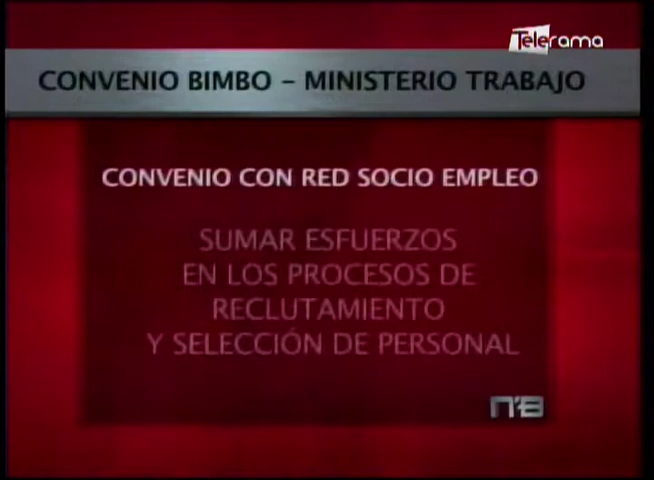 Telerama
CONVENIO BIMBO – MINISTERIO TRABAJO
CONVENIO CON RED SOCIO EMPLEO
SUMAR ESFUERZOS
EN LOS PROCESOS DE
RECLUTAMIENTO
Y SELECCIÓN DE PERSONAL